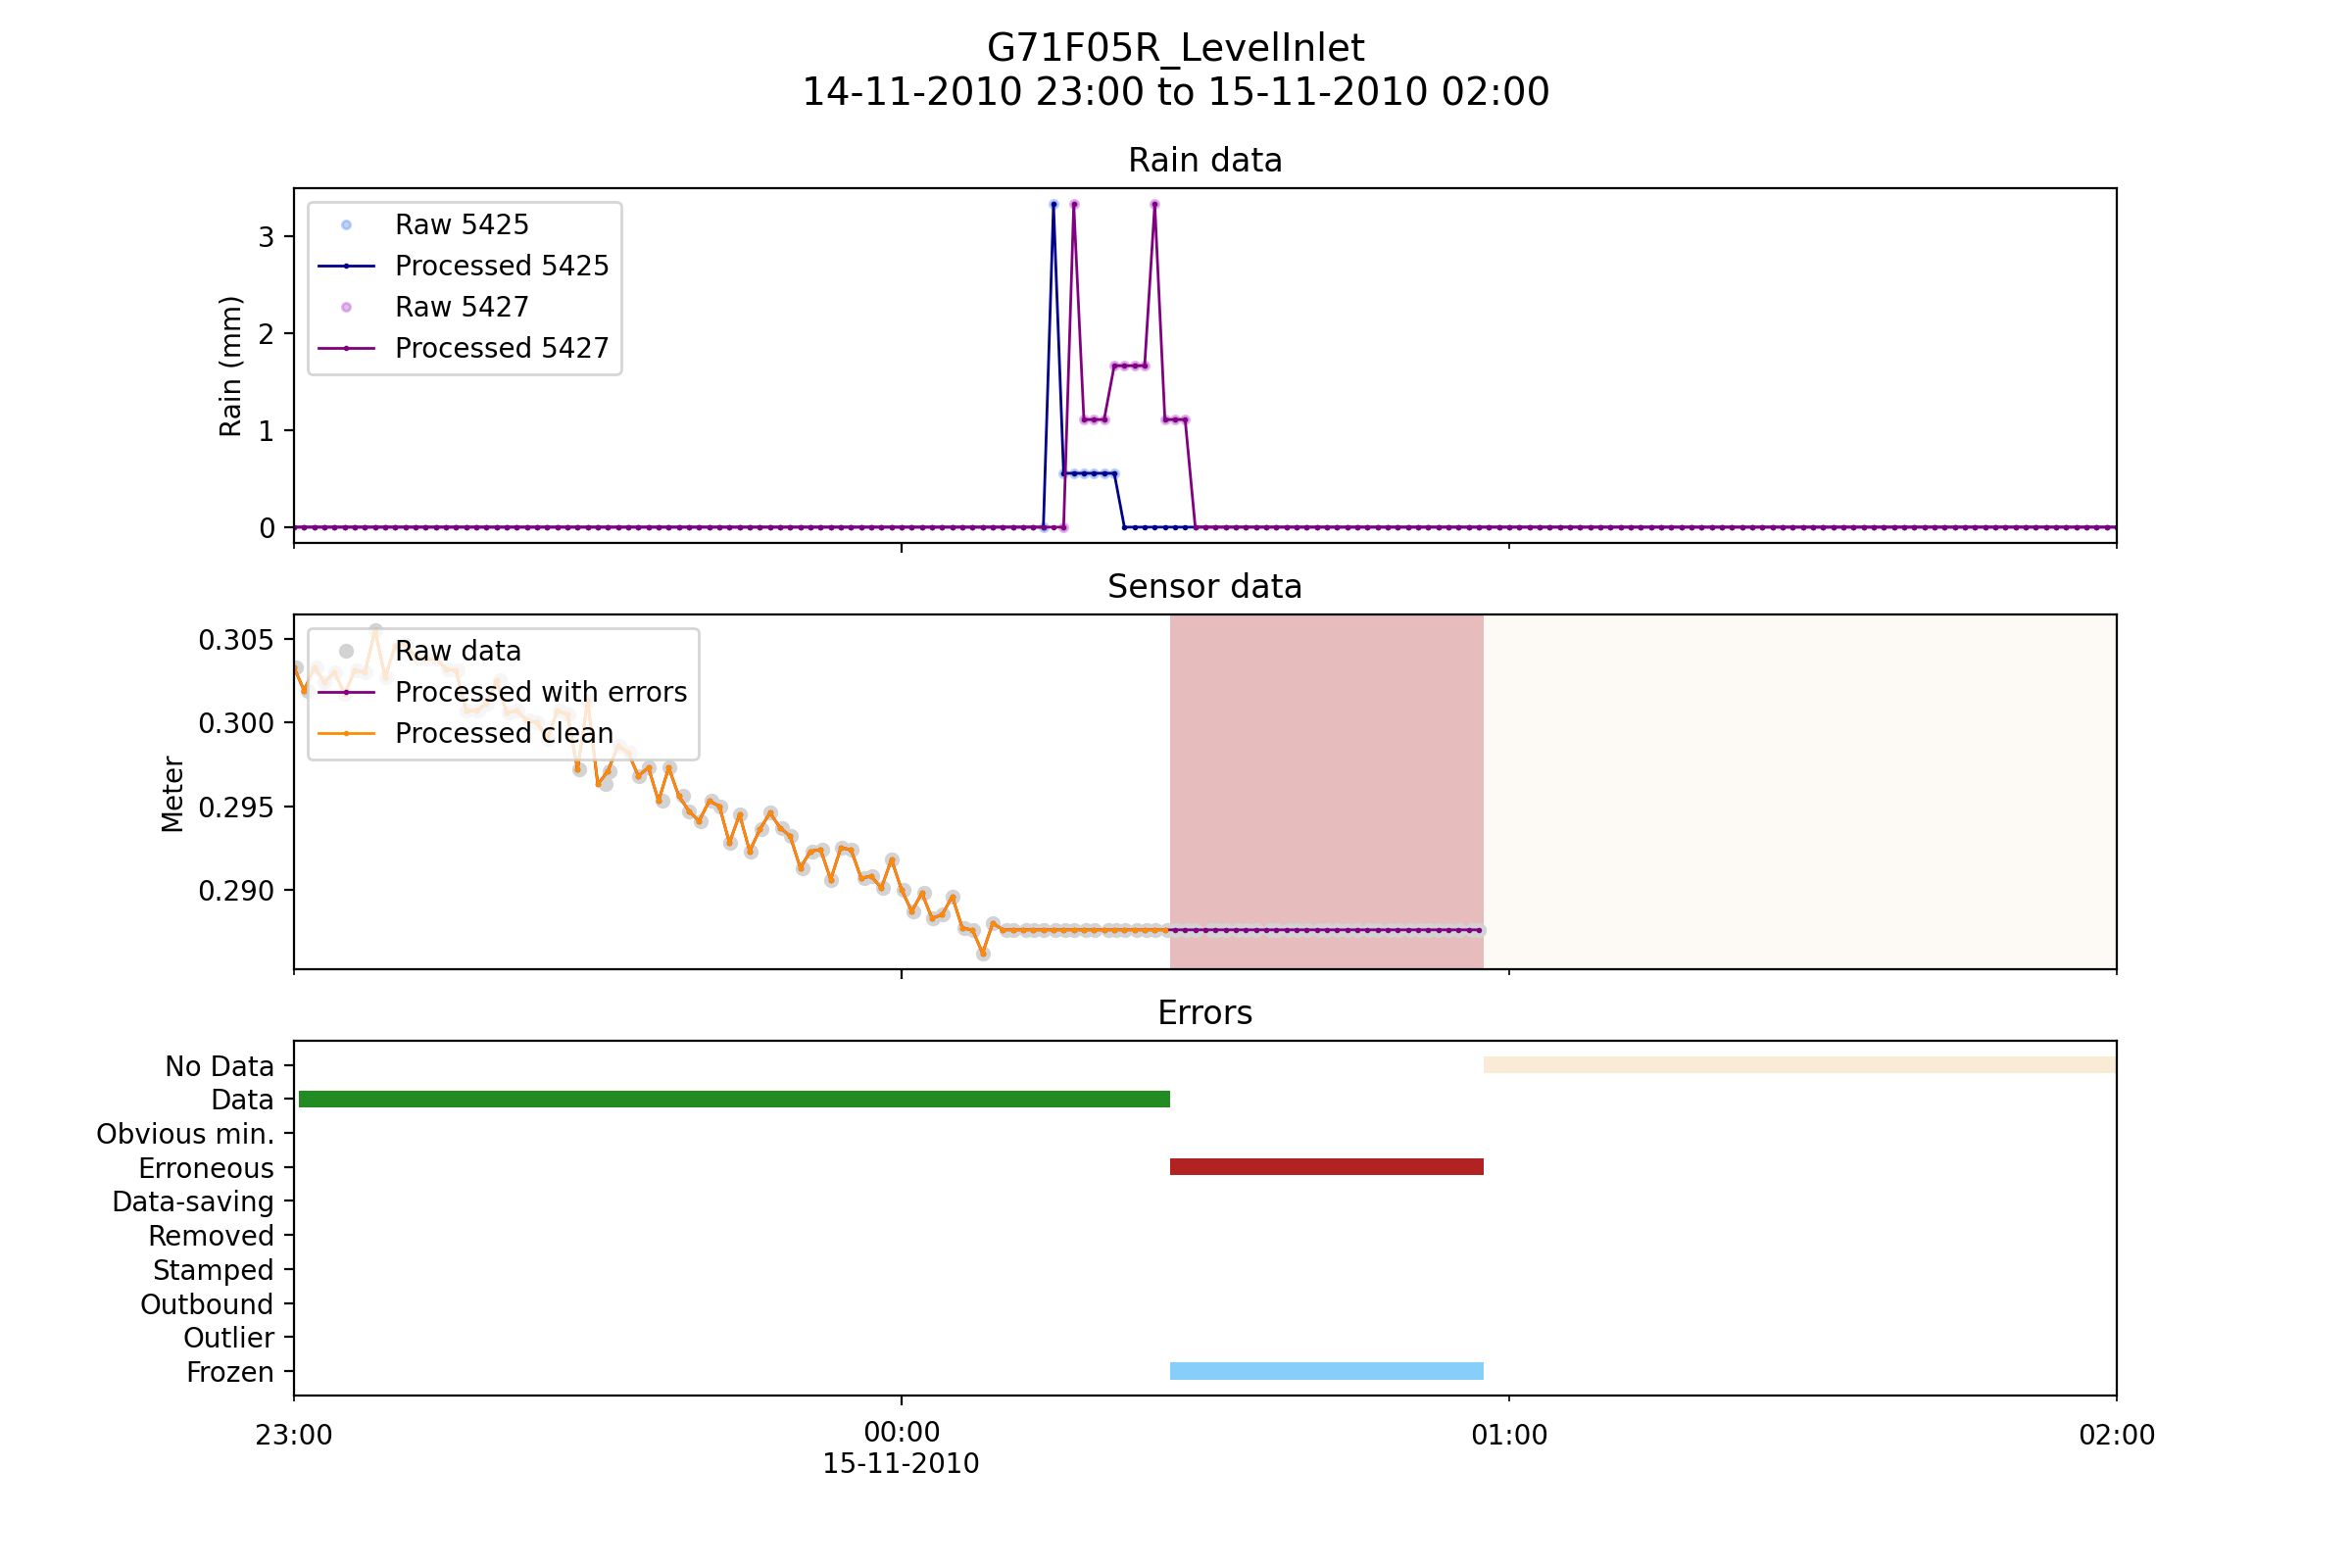 G71F05R_LevelInlet
14-11-2010 23:00 to 15-11-2010 02:00
Rain data
Rain (mm)
3
2
1
0
Raw 5425
Processed 5425
Raw 5427
Processed 5427
Sensor data
Meter
0.305
0.300
0.295
0.290
Raw data
Processed with errors
Processed clean
Errors
No Data
Data
Obvious min.
Erroneous
Data-saving
Removed
Stamped
Outbound
Outlier
Frozen
23:00
00:00
15-11-2010
01:00
02:00